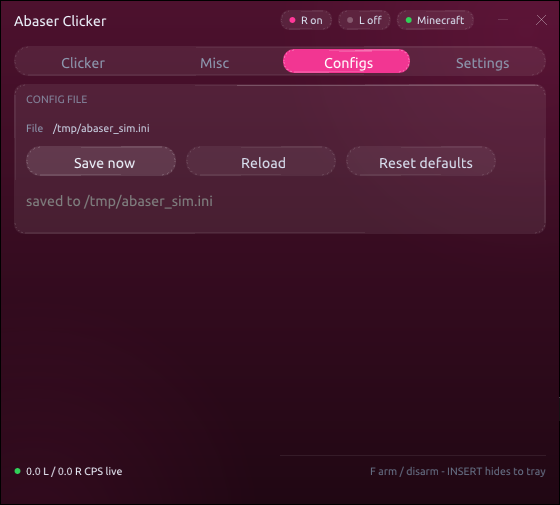 Abaser Clicker R on L off Minecraft
Clicker Misc Configs Settings
CONFIG FILE
File /tmp/abaser_sim.ini
Save now Reload Reset defaults
saved to /tmp/abaser_sim.ini
0.0 L / 0.0 R CPS live F arm / disarm - INSERT hides to tray